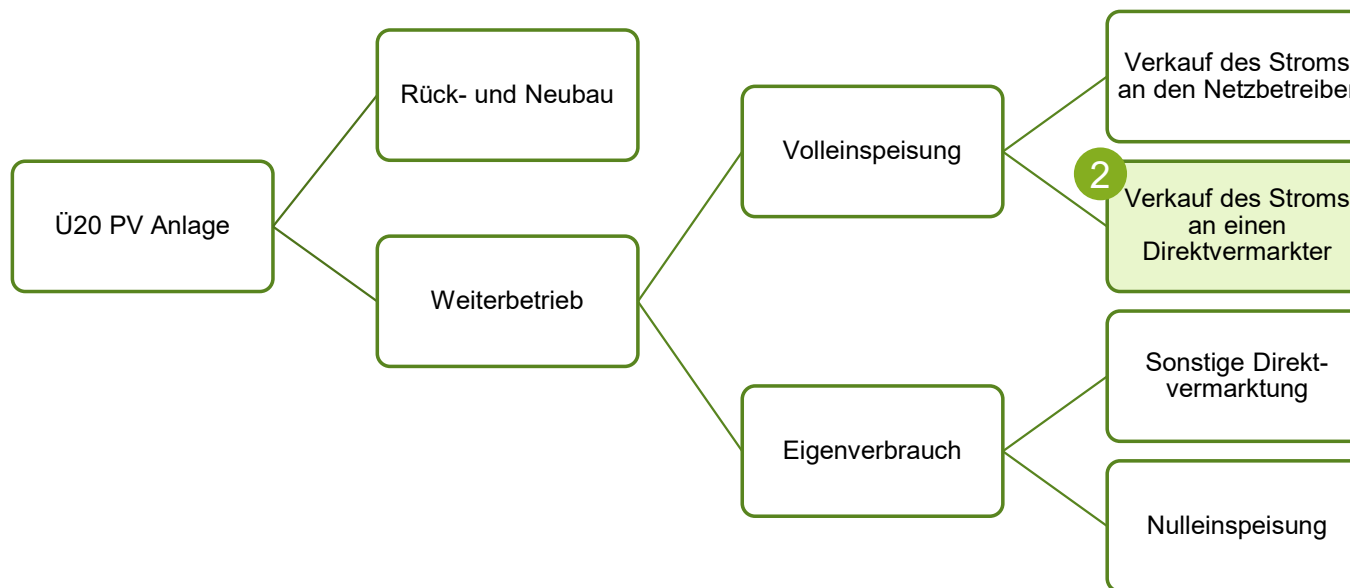 Ü20 PV Anlage
Rück- und Neubau
Weiterbetrieb
Volleinspeisung
Eigenverbrauch
Verkauf des Stroms
an den Netzbetreiber
2
Verkauf des Stroms
an einen
Direktvermarkter
Sonstige Direkt-
vermarktung
Nulleinspeisung